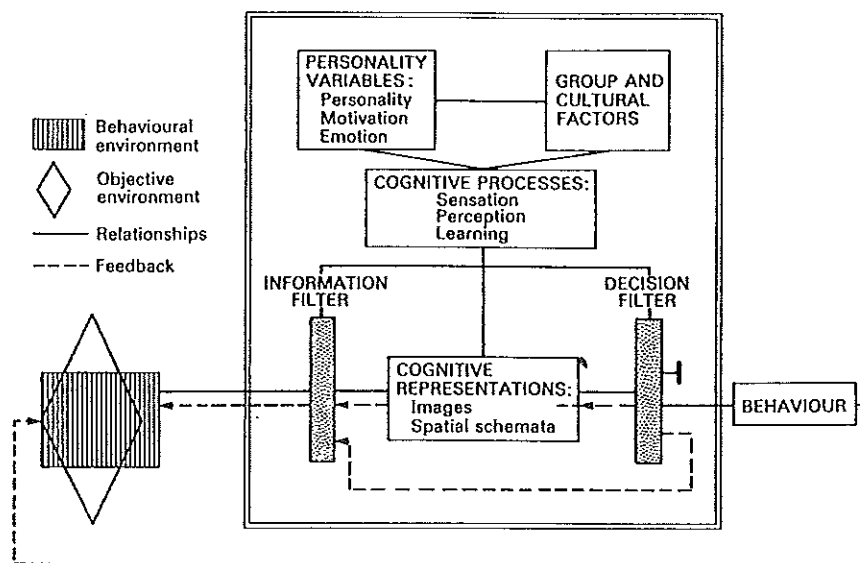 PERSONALITY
VARIABLES:
Personality
Motivation
Emotion
GROUP AND
CULTURAL
FACTORS
Behavioural
environment
Objective
environment
Relationships
Feedback
COGNITIVE PROCESSES:
Sensation
Perception
Learning
INFORMATION
FILTER
DECISION
FILTER
COGNITIVE
REPRESENTATIONS:
Images
Spatial schemata
BEHAVIOUR